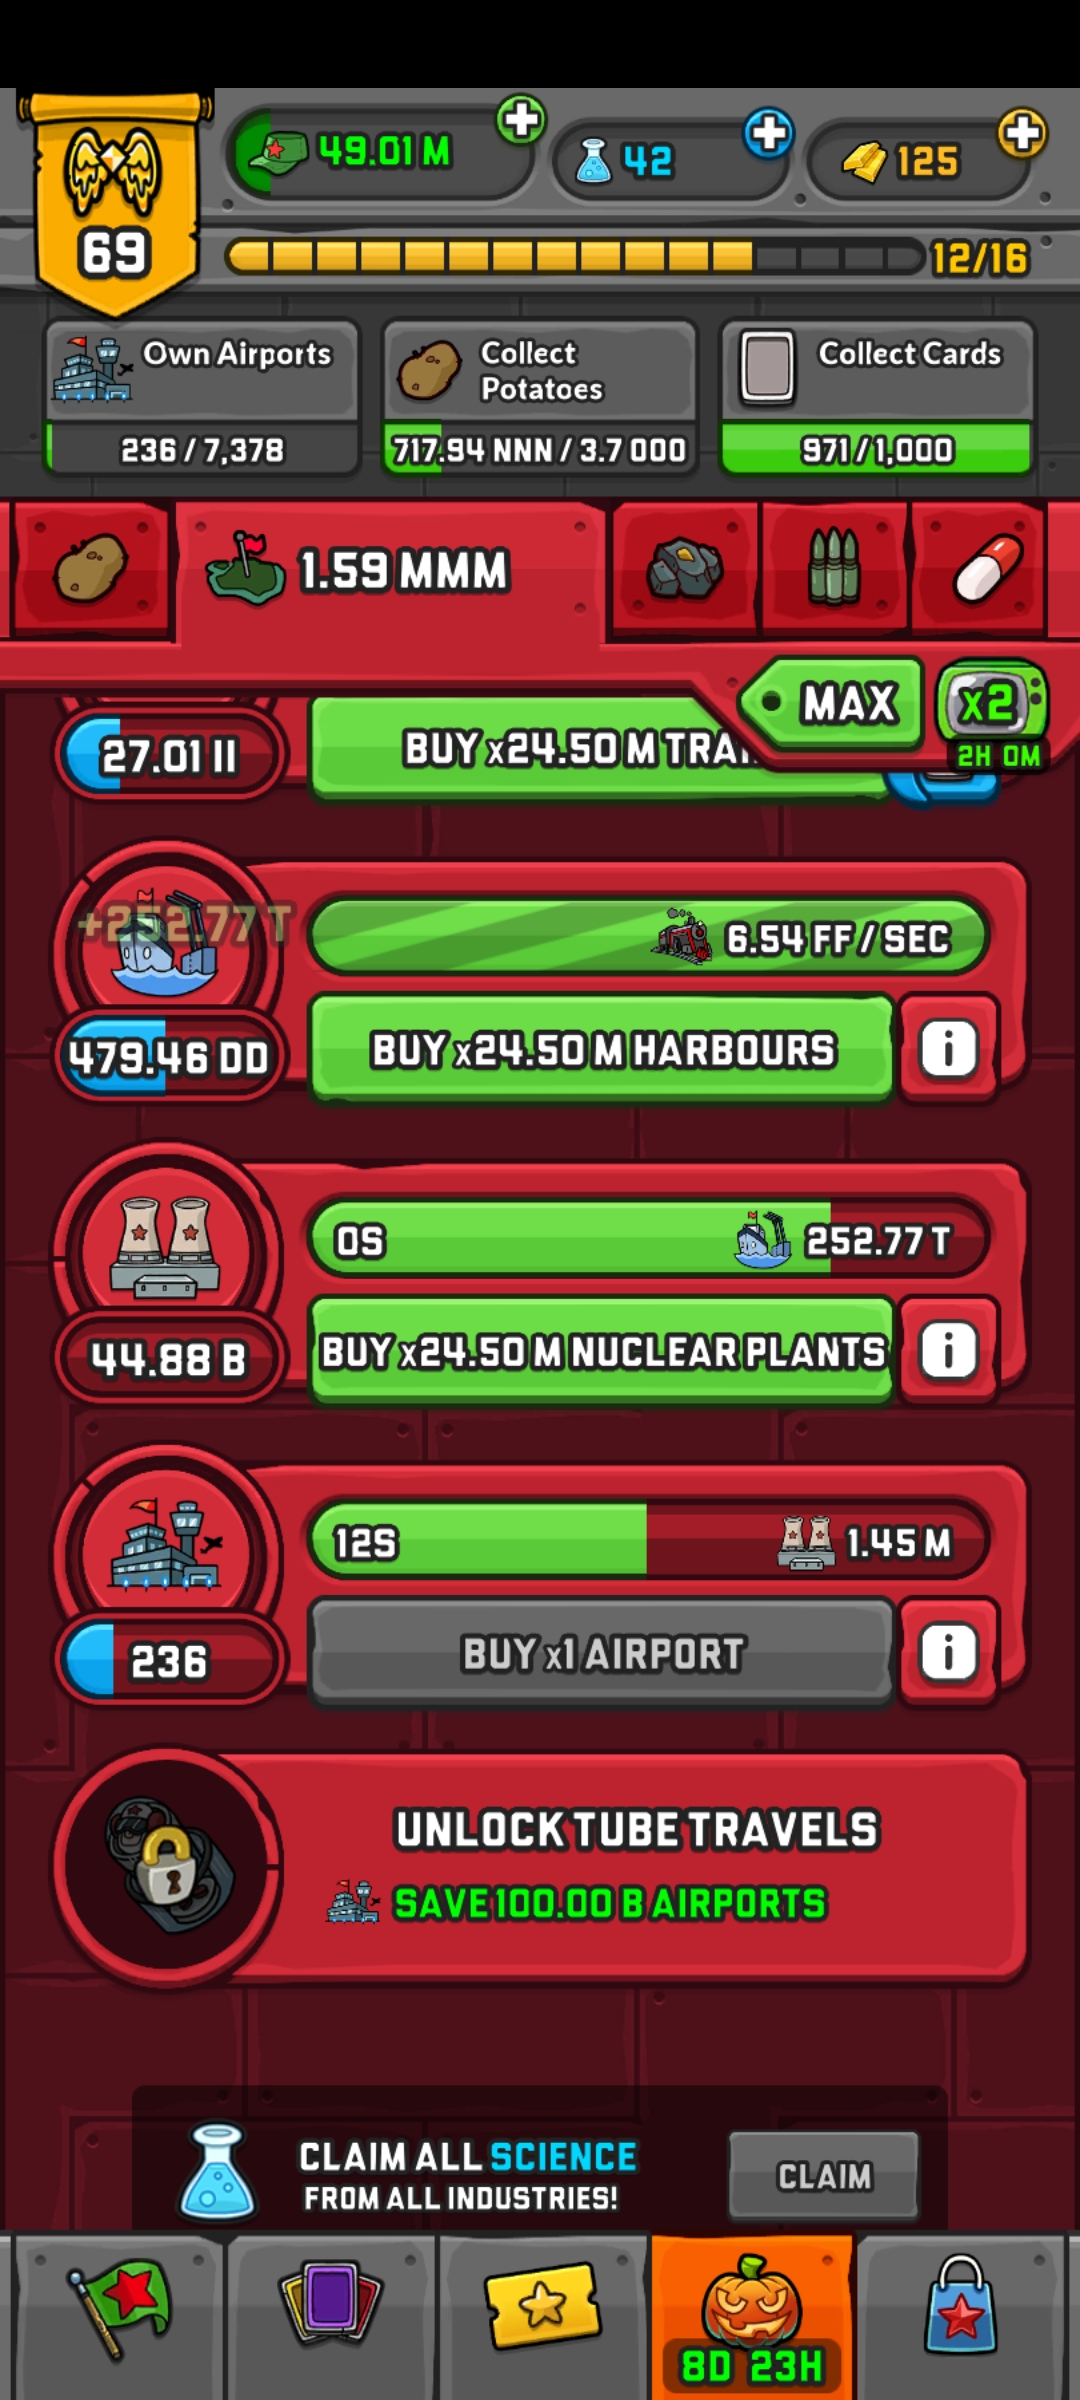 49.01 M
42
125
69
12/16
Own Airports
236 / 7,378
Collect
Potatoes
717.94 NNN / 3.7 OOO
Collect Cards
971 / 1,000
1.59 MMM
MAX
x2
2H 0M
27.01 II
BUY x24.50 M
+252.77 T
6.54 FF / SEC
479.46 DD
BUY x24.50 M HARBOURS
0S
252.77 T
44.88 B
BUY x24.50 M NUCLEAR PLANTS
12S
1.45 M
236
BUY x1 AIRPORT
UNLOCK TUBE TRAVELS
SAVE 100.00 B AIRPORTS
CLAIM ALL SCIENCE
FROM ALL INDUSTRIES!
CLAIM
8D 23H